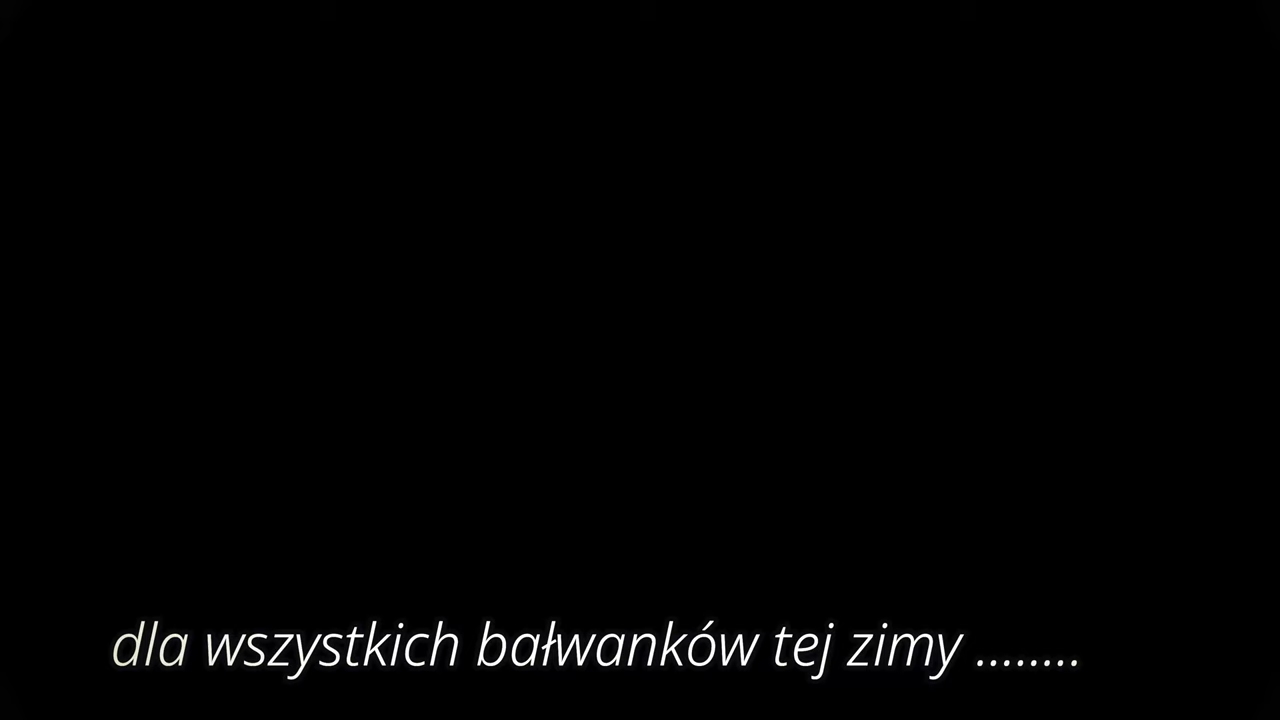 dla wszystkich bałwanków tej zimy ........